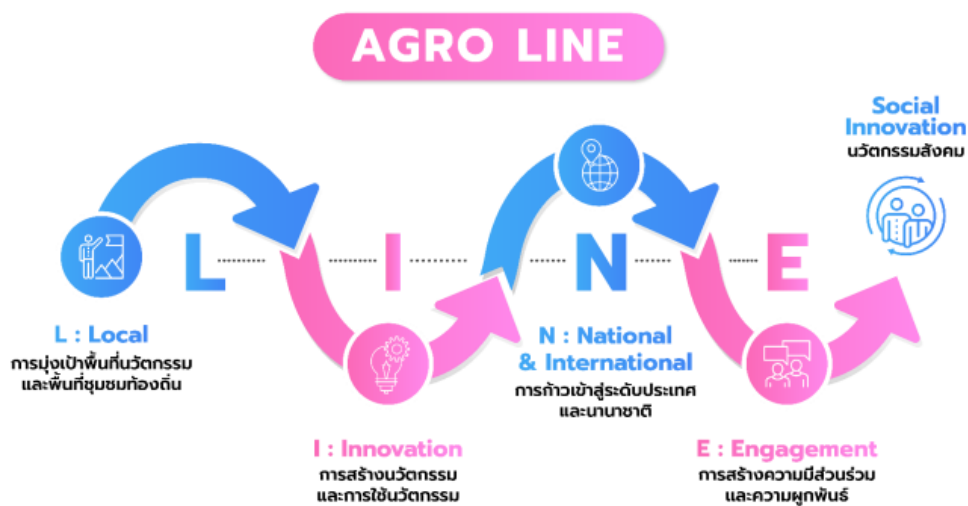 AGRO LINE
Social
Innovation
นวัตกรรมสังคม
L
I
N
E
L : Local
การมุ่งเป้าพื้นที่นวัตกรรม
และพื้นที่ชุมชมท้องถิ่น
I : Innovation
การสร้างนวัตกรรม
และการใช้นวัตกรรม
N : National
& International
การก้าวเข้าสู่ระดับประเทศ
และนานาชาติ
E : Engagement
การสร้างความมีส่วนร่วม
และความผูกพันธ์